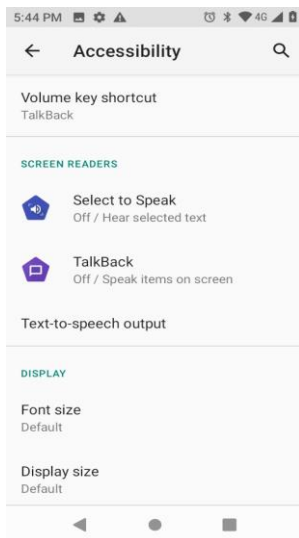 5:44 PM 4G
Accessibility
Volume key shortcut
TalkBack
SCREEN READERS
Select to Speak
Off / Hear selected text
TalkBack
Off / Speak items on screen
Text-to-speech output
DISPLAY
Font size
Default
Display size
Default